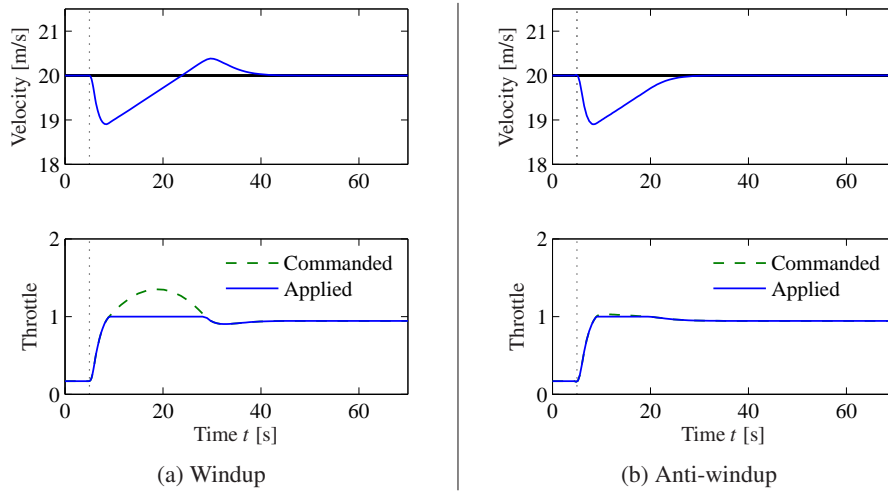 21
20
19
18
Velocity [m/s]
0 20 40 60
2
1
0
Throttle
Commanded
Applied
0 20 40 60
Time t [s]
(a) Windup
21
20
19
18
Velocity [m/s]
0 20 40 60
2
1
0
Throttle
Commanded
Applied
0 20 40 60
Time t [s]
(b) Anti-windup